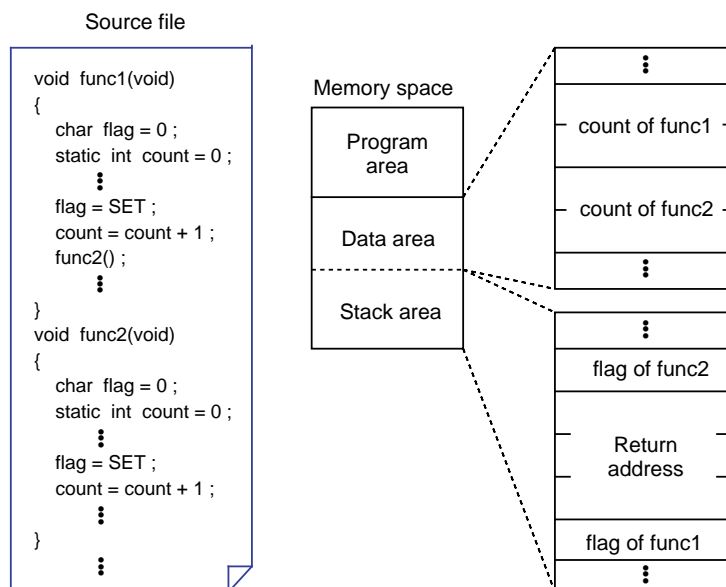 Source file
void func1(void)
{
char flag = 0 ;
static int count = 0 ;
flag = SET ;
count = count + 1 ;
func2() ;
}
void func2(void)
{
char flag = 0 ;
static int count = 0 ;
flag = SET ;
count = count + 1 ;
}
Memory space
Program
area
Data area
Stack area
count of func1
count of func2
flag of func2
Return
address
flag of func1